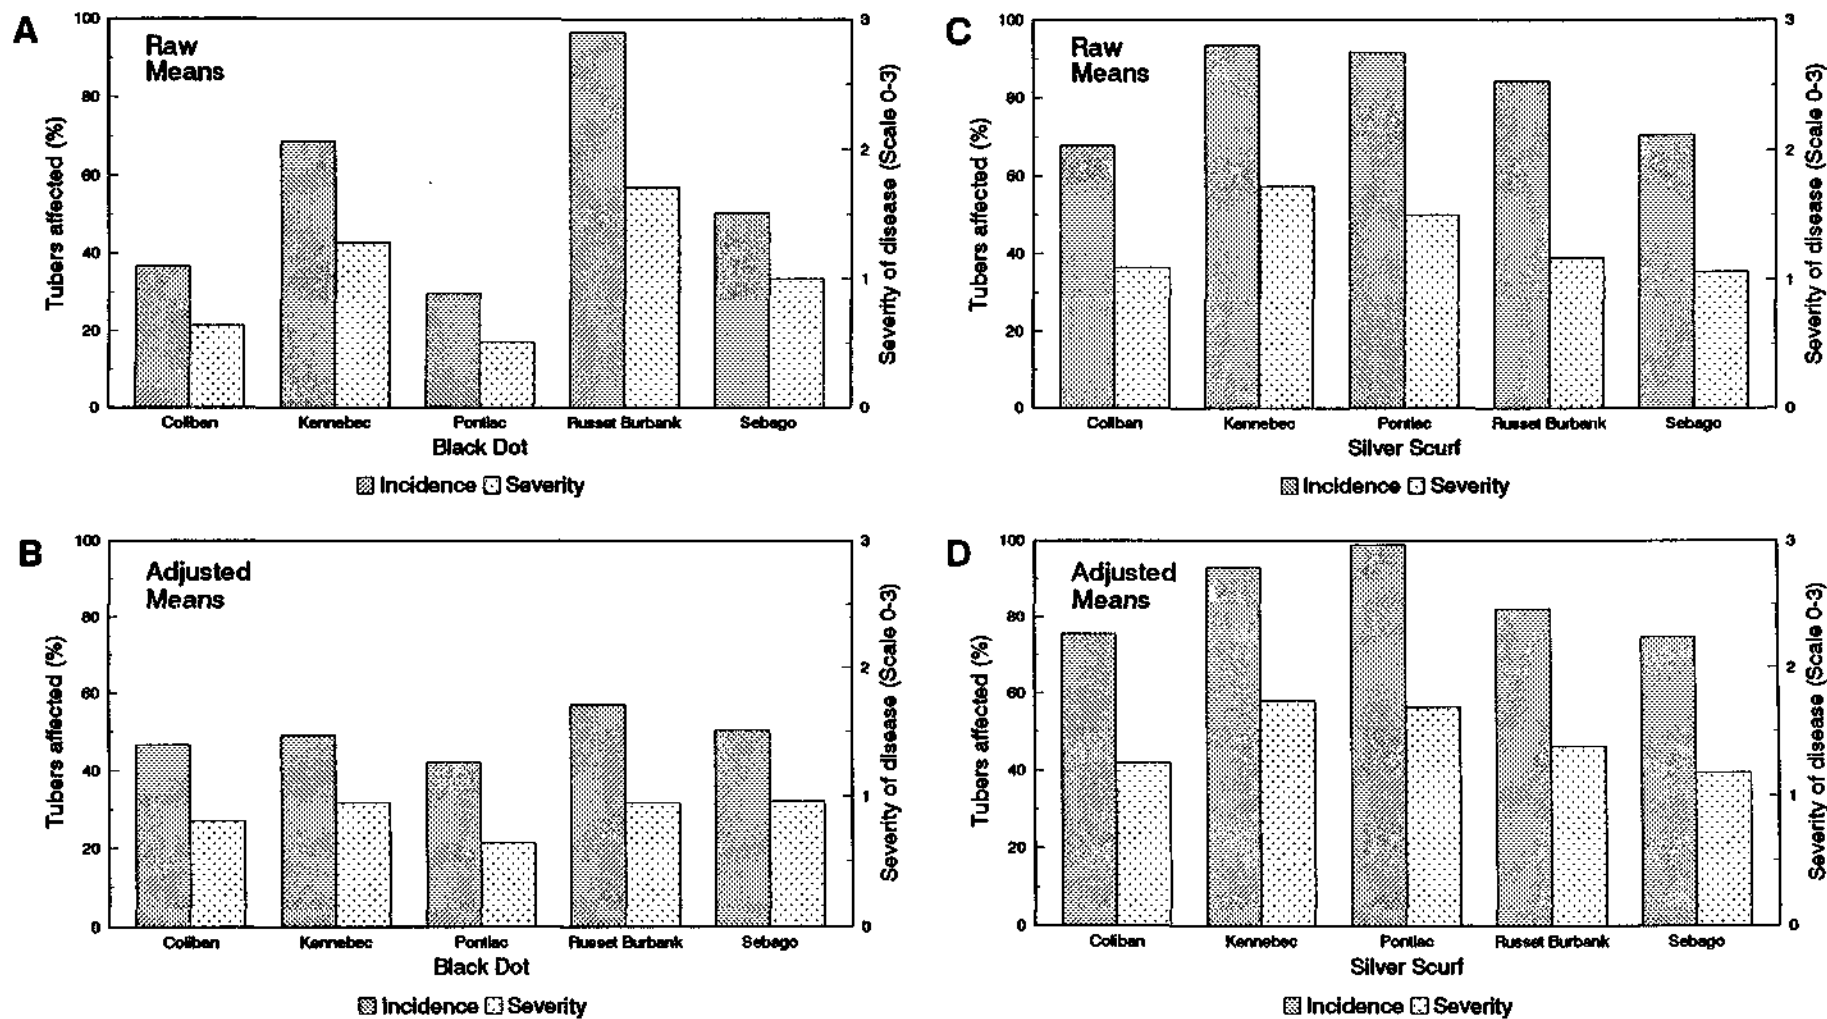 A
Raw
Means
Tubers affected (%)
100
80
60
40
20
0
3
2
1
0
Severity of disease (Scale 0-3)
Coliban Kennebec Pontiac Russet Burbank Sebago
Black Dot
Incidence Severity
C
Raw
Means
Tubers affected (%)
100
80
60
40
20
0
3
2
1
0
Severity of disease (Scale 0-3)
Coliban Kennebec Pontiac Russet Burbank Sebago
Silver Scurf
Incidence Severity
B
Adjusted
Means
Tubers affected (%)
100
80
60
40
20
0
3
2
1
0
Severity of disease (Scale 0-3)
Coliban Kennebec Pontiac Russet Burbank Sebago
Black Dot
Incidence Severity
D
Adjusted
Means
Tubers affected (%)
100
80
60
40
20
0
3
2
1
0
Severity of disease (Scale 0-3)
Coliban Kennebec Pontiac Russet Burbank Sebago
Silver Scurf
Incidence Severity